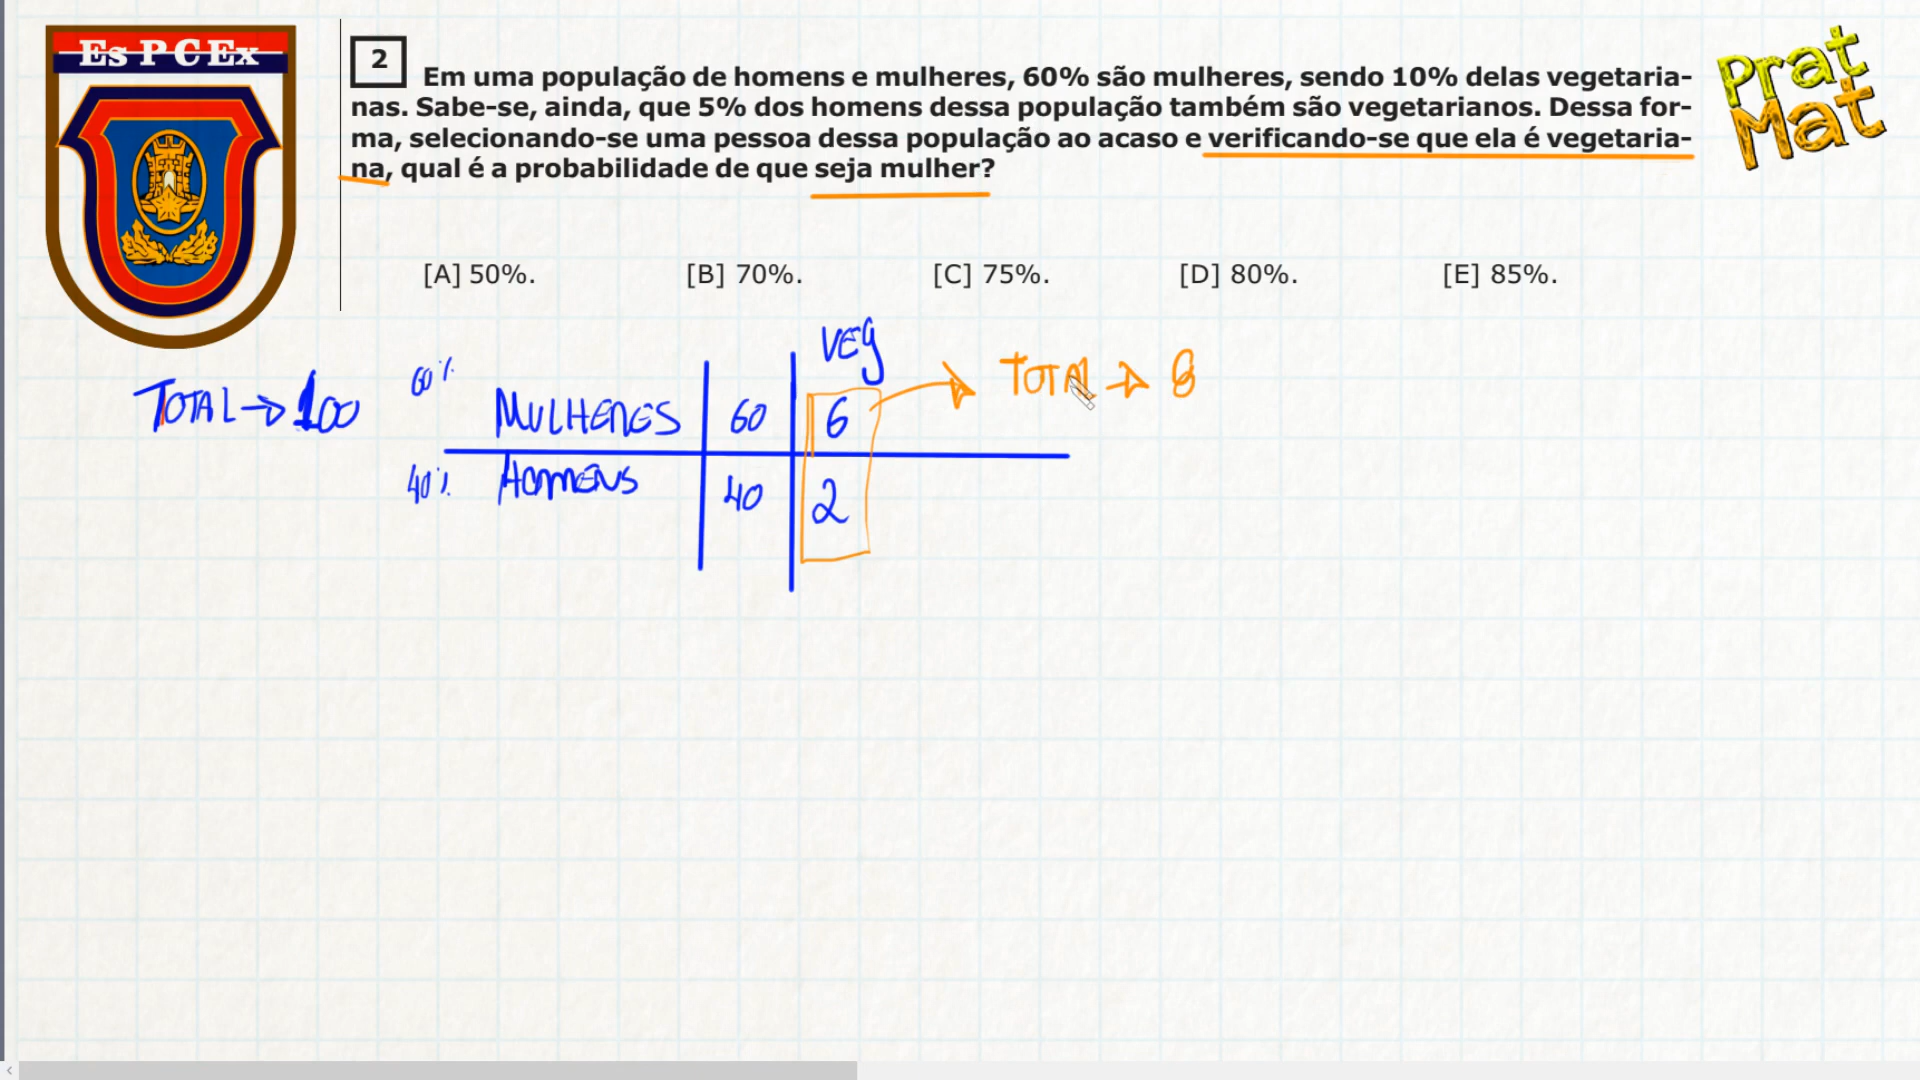 Es P C Ex
2
Em uma população de homens e mulheres, 60% são mulheres, sendo 10% delas vegetaria-
nas. Sabe-se, ainda, que 5% dos homens dessa população também são vegetarianos. Dessa for-
ma, selecionando-se uma pessoa dessa população ao acaso e verificando-se que ela é vegetaria-
na, qual é a probabilidade de que seja mulher?
Prat
Mat
[A] 50%. [B] 70%. [C] 75%. [D] 80%. [E] 85%.
VEG
TOTAL → 100 60% MULHERES 60 6 → TOTAL → 8
40% HOMENS 40 2